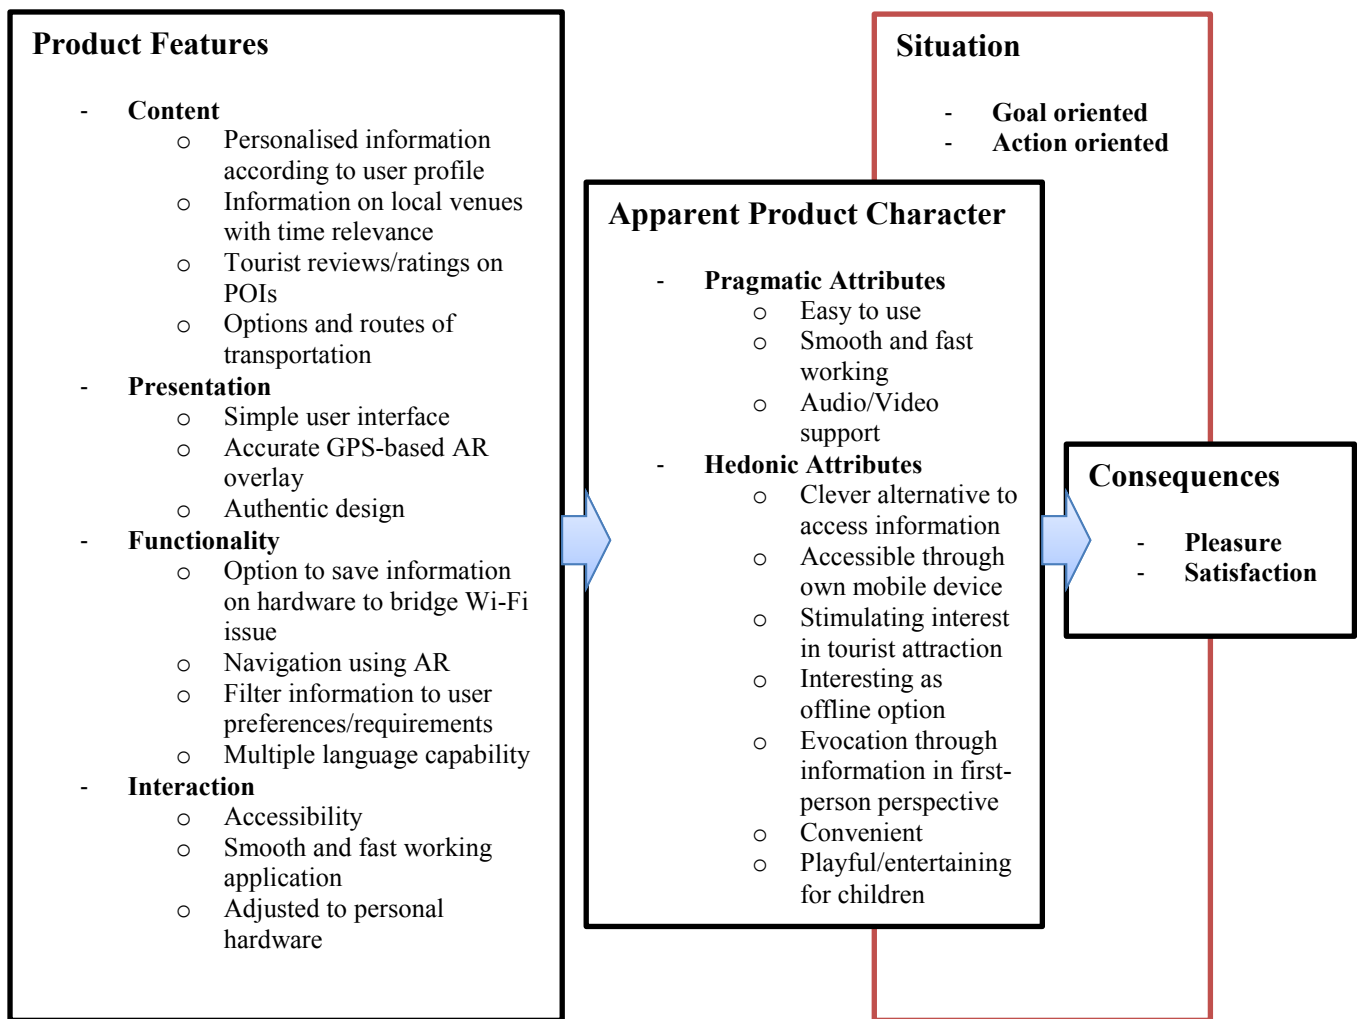 Product Features
- Content
o Personalised information
according to user profile
o Information on local venues
with time relevance
o Tourist reviews/ratings on
POIs
o Options and routes of
transportation
- Presentation
o Simple user interface
o Accurate GPS-based AR
overlay
o Authentic design
- Functionality
o Option to save information
on hardware to bridge Wi-Fi
issue
o Navigation using AR
o Filter information to user
preferences/requirements
o Multiple language capability
- Interaction
o Accessibility
o Smooth and fast working
application
o Adjusted to personal
hardware
Apparent Product Character
- Pragmatic Attributes
o Easy to use
o Smooth and fast
working
o Audio/Video
support
- Hedonic Attributes
o Clever alternative to
access information
o Accessible through
own mobile device
o Stimulating interest
in tourist attraction
o Interesting as
offline option
o Evocation through
information in first-
person perspective
o Convenient
o Playful/entertaining
for children
Situation
- Goal oriented
- Action oriented
Consequences
- Pleasure
- Satisfaction